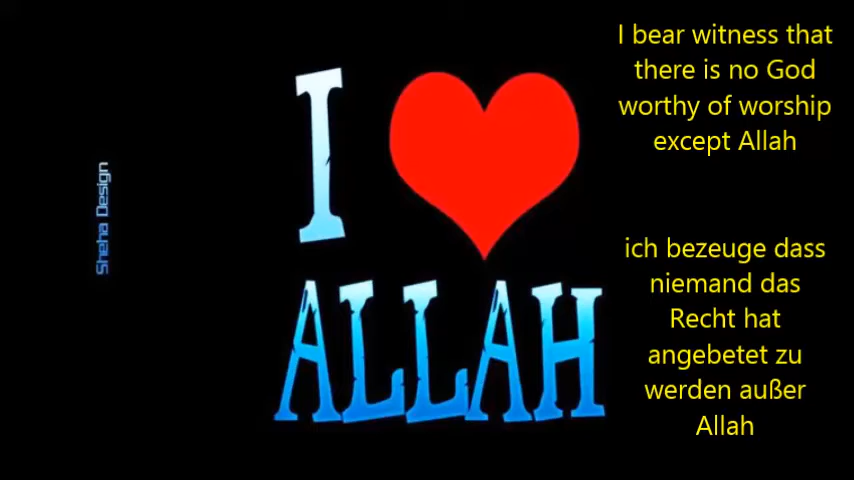 Sheha Design
I
ALLAH
I bear witness that
there is no God
worthy of worship
except Allah
ich bezeuge dass
niemand das
Recht hat
angebetet zu
werden außer
Allah